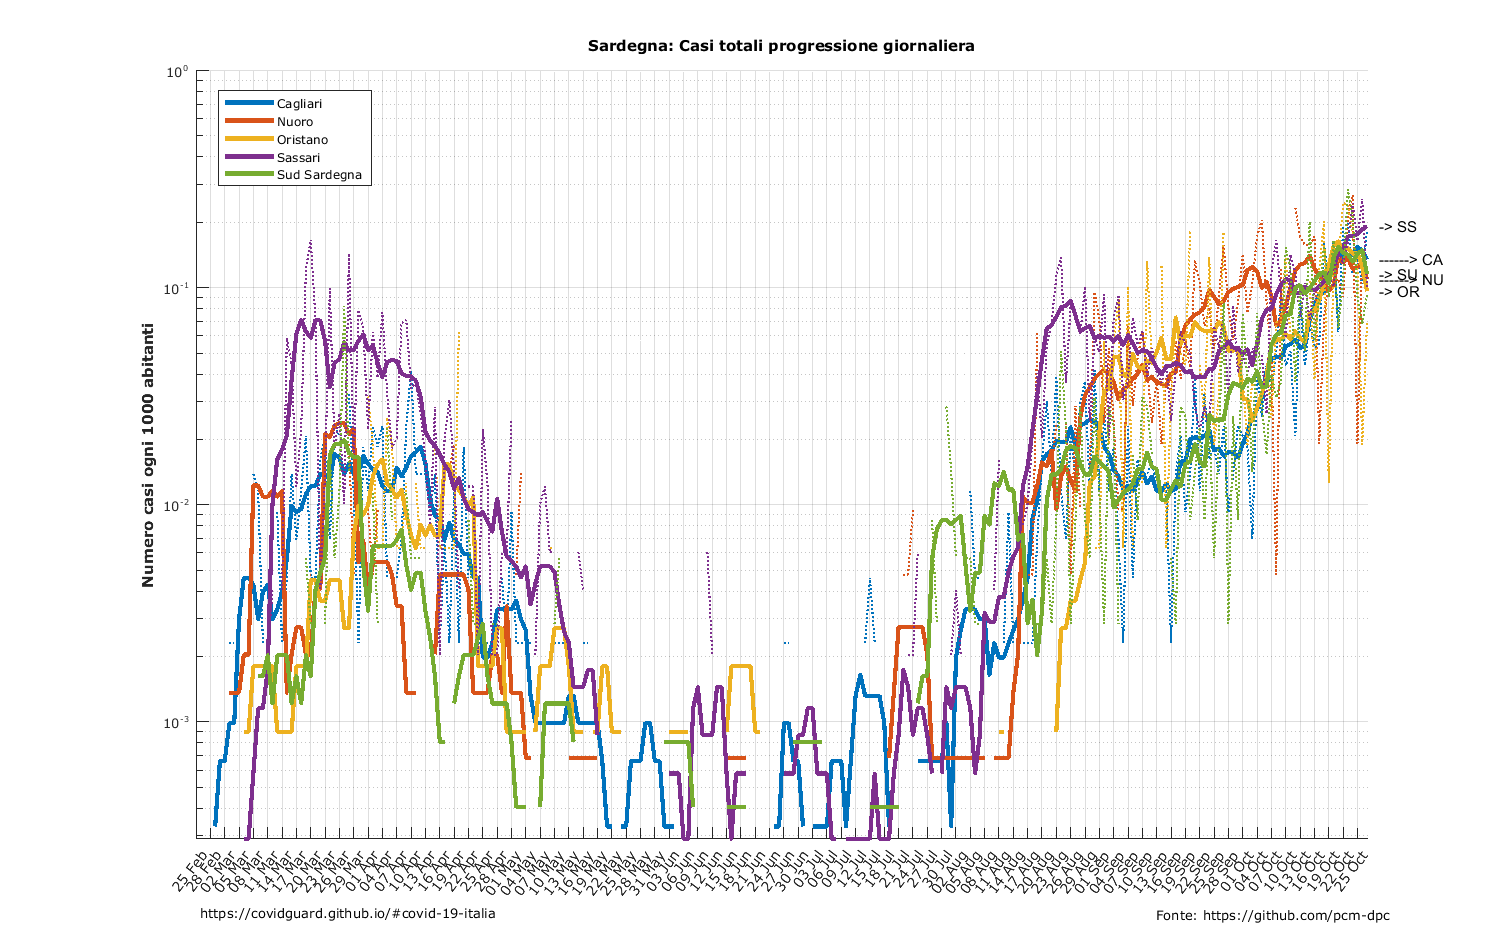 Sardegna: Casi totali progressione giornaliera
10⁰
10⁻¹
10⁻²
10⁻³
Numero casi ogni 1000 abitanti
Cagliari
Nuoro
Oristano
Sassari
Sud Sardegna
-> SS
------> CA
-> SU
------> NU
-> OR
25 Feb
28 Feb
02 Mar
05 Mar
08 Mar
11 Mar
14 Mar
17 Mar
20 Mar
23 Mar
26 Mar
29 Mar
01 Apr
04 Apr
07 Apr
10 Apr
13 Apr
16 Apr
19 Apr
22 Apr
25 Apr
28 Apr
01 May
04 May
07 May
10 May
13 May
16 May
19 May
22 May
25 May
28 May
31 May
03 Jun
06 Jun
09 Jun
12 Jun
15 Jun
18 Jun
21 Jun
24 Jun
27 Jun
30 Jun
03 Jul
06 Jul
09 Jul
12 Jul
15 Jul
18 Jul
21 Jul
24 Jul
27 Jul
30 Jul
02 Aug
05 Aug
08 Aug
11 Aug
14 Aug
17 Aug
20 Aug
23 Aug
26 Aug
29 Aug
01 Sep
04 Sep
07 Sep
10 Sep
13 Sep
16 Sep
19 Sep
22 Sep
25 Sep
28 Sep
01 Oct
04 Oct
07 Oct
10 Oct
13 Oct
16 Oct
19 Oct
22 Oct
25 Oct
https://covidguard.github.io/#covid-19-italia
Fonte: https://github.com/pcm-dpc